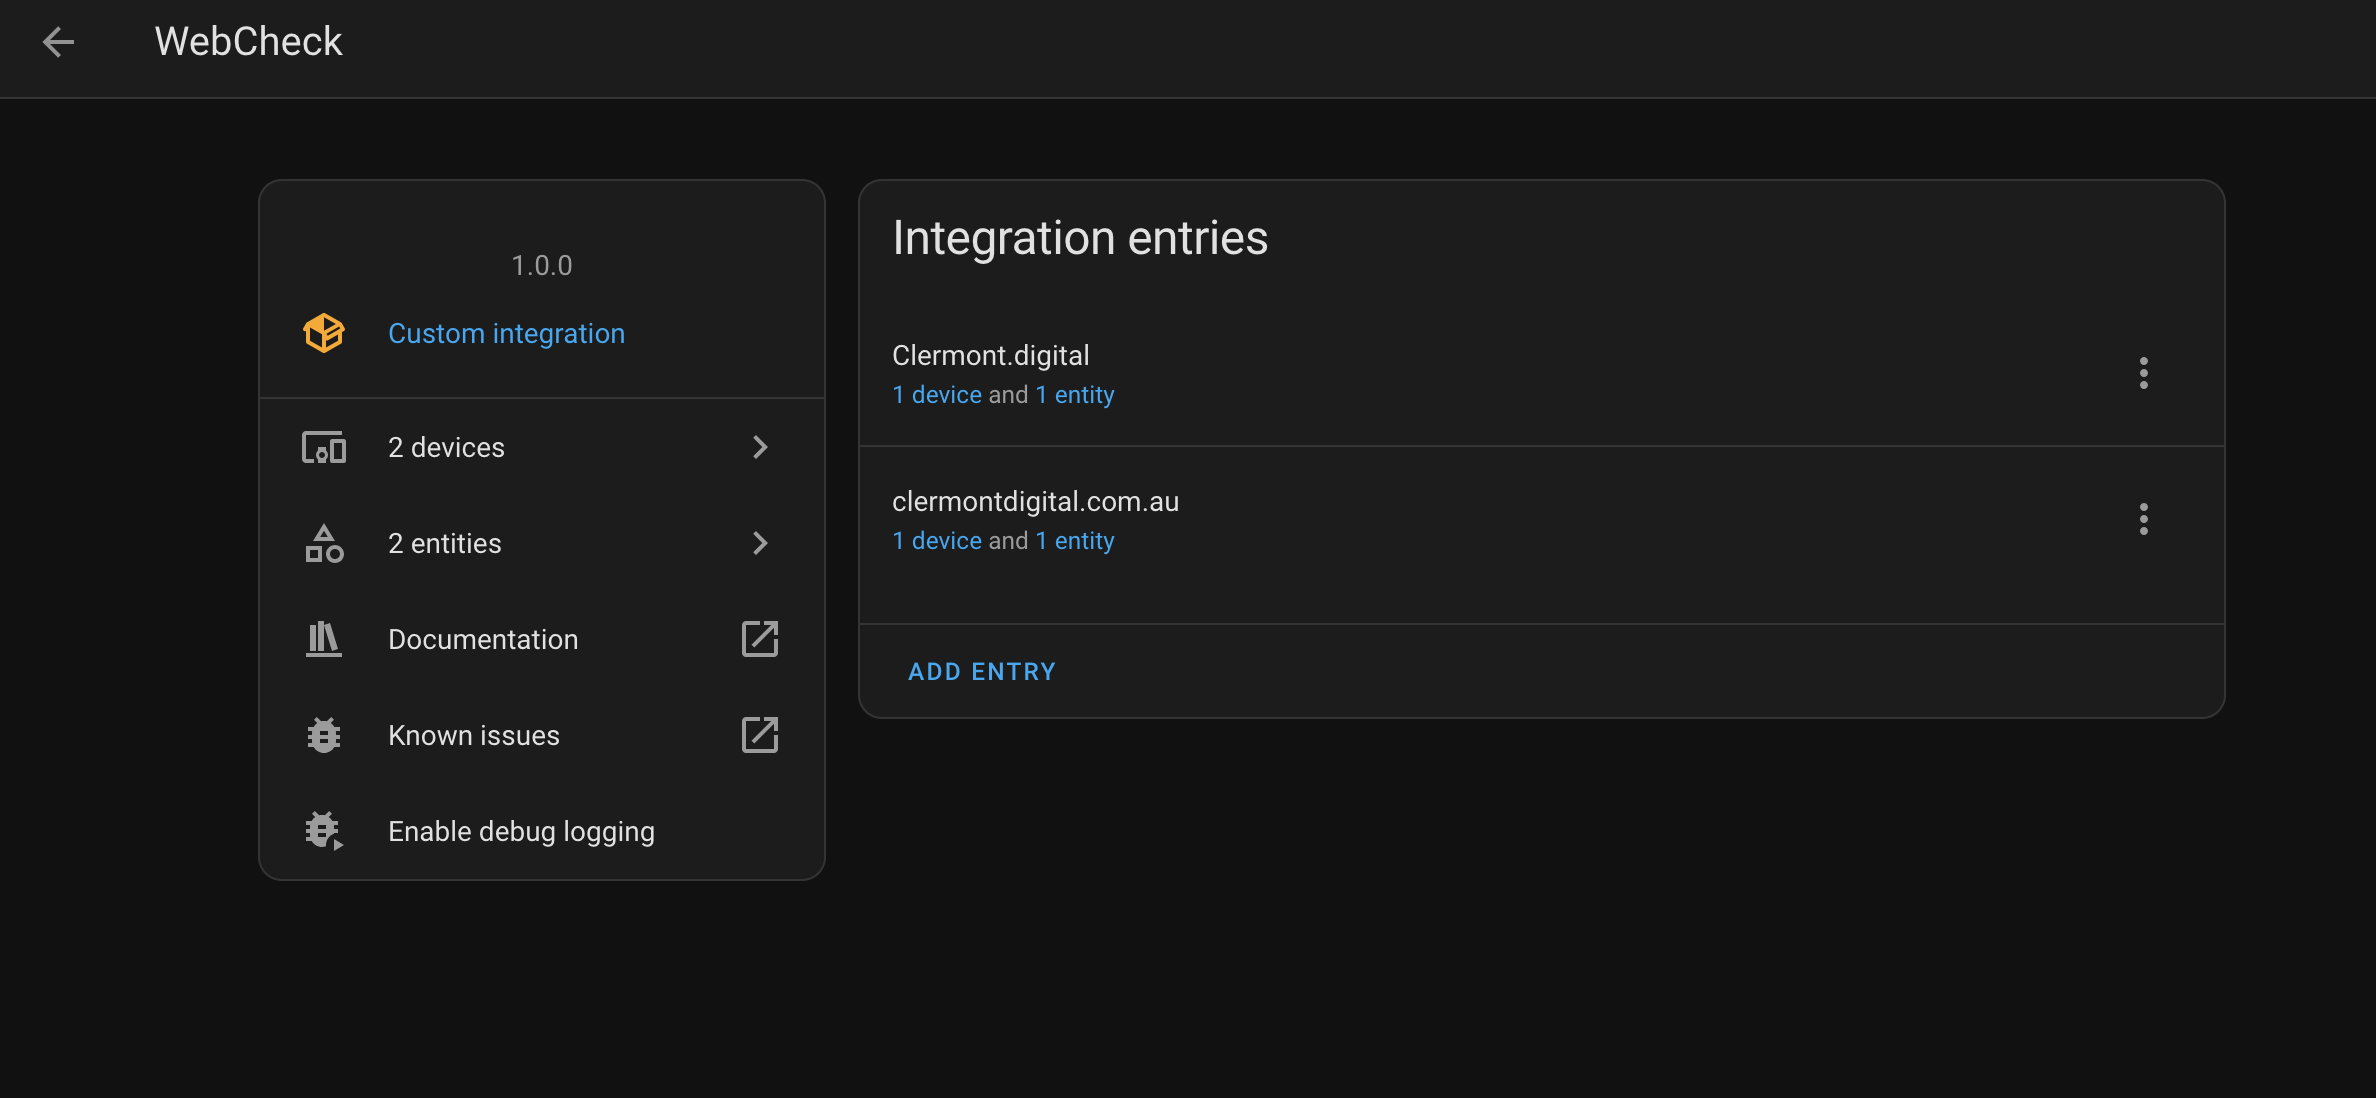 WebCheck
1.0.0
Custom integration
2 devices
2 entities
Documentation
Known issues
Enable debug logging
Integration entries
Clermont.digital
1 device and 1 entity
clermontdigital.com.au
1 device and 1 entity
ADD ENTRY